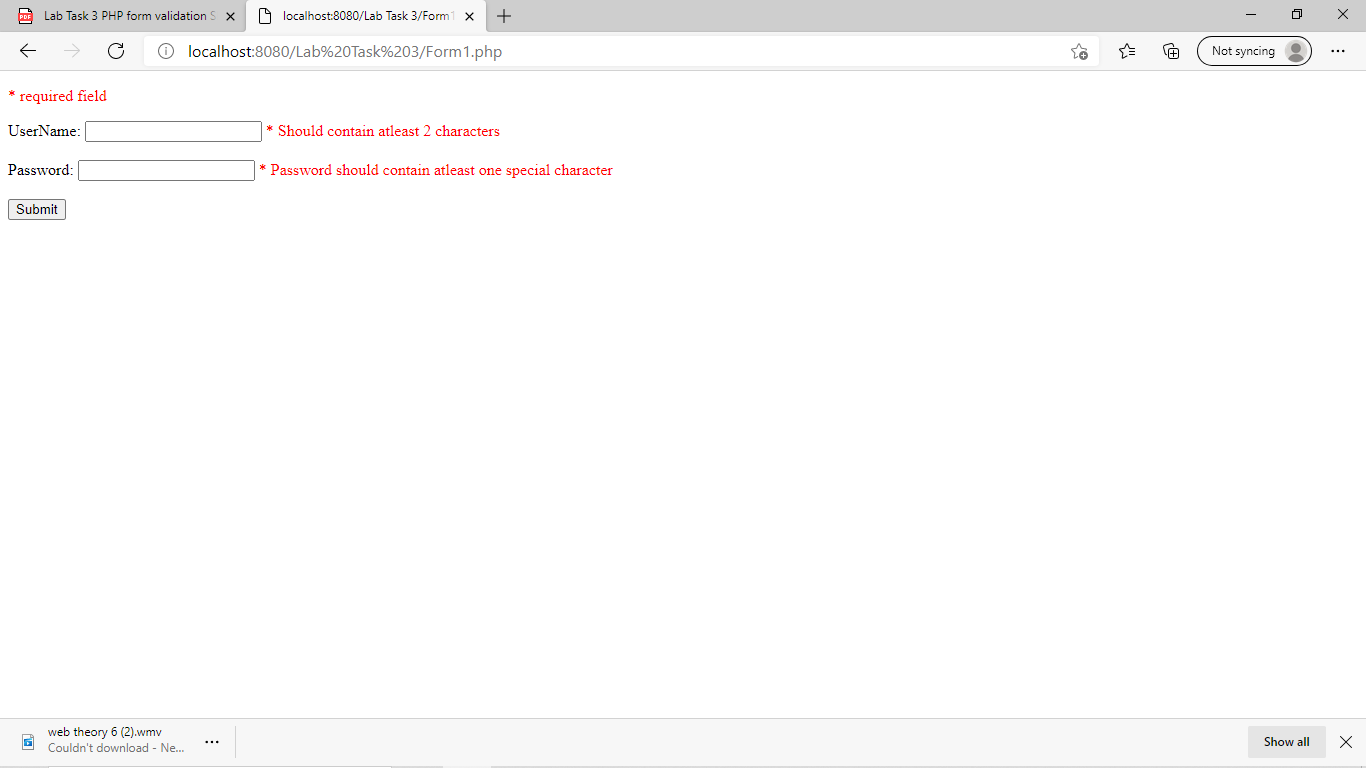 Lab Task 3 PHP form validation S
localhost:8080/Lab Task 3/Form1
localhost:8080/Lab%20Task%203/Form1.php
Not syncing
* required field
UserName: * Should contain atleast 2 characters
Password: * Password should contain atleast one special character
Submit
web theory 6 (2).wmv
Couldn't download - Ne...
Show all